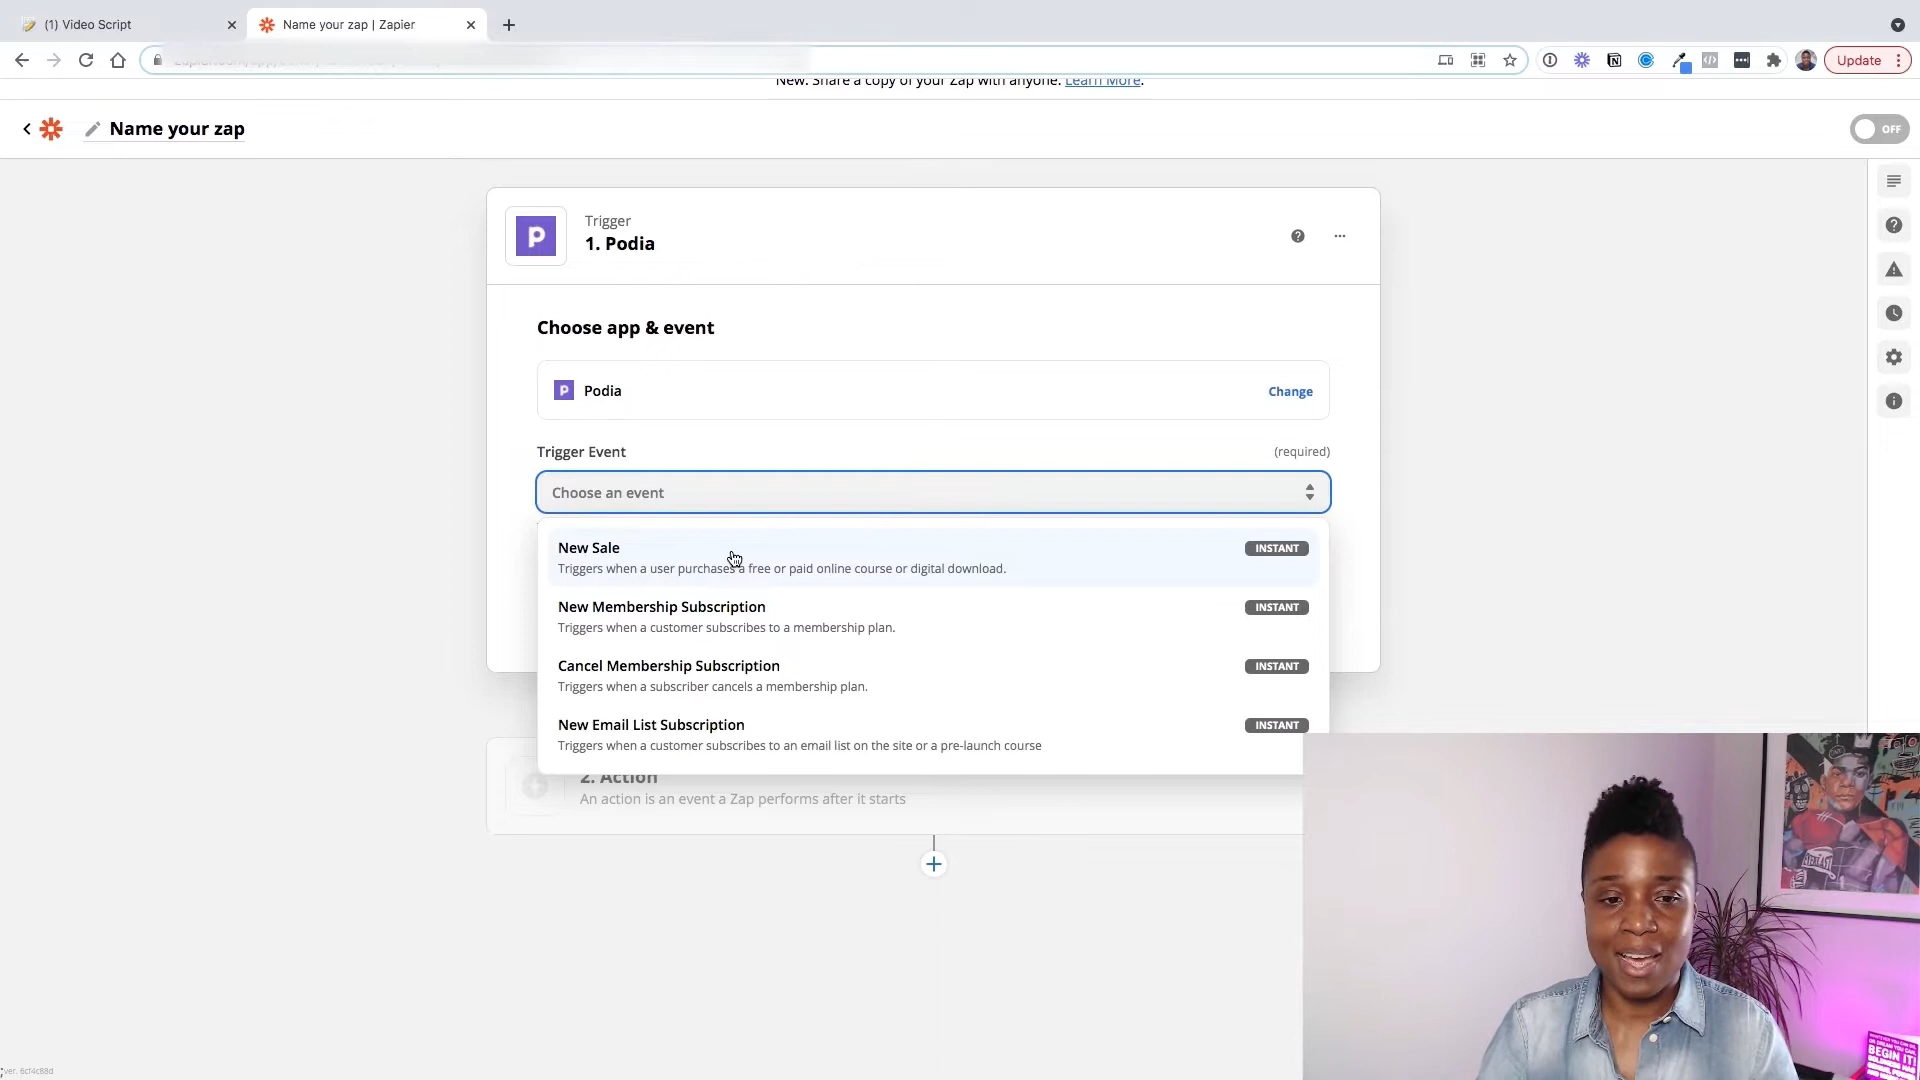 (1) Video Script
Name your zap | Zapier
Update
New: Share a copy of your Zap with anyone. Learn More.
Name your zap
OFF
Trigger
1. Podia
Choose app & event
Podia
Change
Trigger Event
(required)
Choose an event
New Sale
INSTANT
Triggers when a user purchases a free or paid online course or digital download.
New Membership Subscription
INSTANT
Triggers when a customer subscribes to a membership plan.
Cancel Membership Subscription
INSTANT
Triggers when a subscriber cancels a membership plan.
New Email List Subscription
INSTANT
Triggers when a customer subscribes to an email list on the site or a pre-launch course
2. Action
An action is an event a Zap performs after it starts
BEGIN IT!
ver. 6cf4c88d